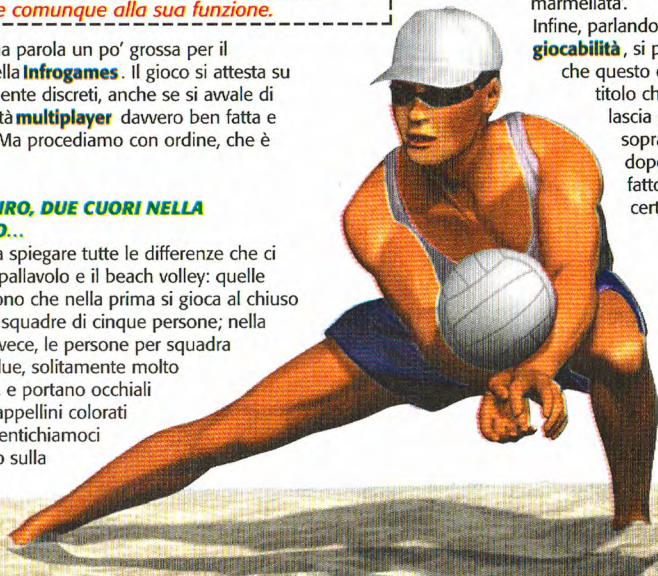 e comunque alla sua funzione.
a parola un po' grossa per il
ella Infrogames. Il gioco si attesta su
ente discreti, anche se si avvale di
tà multiplayer davvero ben fatta e
Ma procediamo con ordine, che è
IRO, DUE CUORI NELLA
O...
a spiegare tutte le differenze che ci
pallavolo e il beach volley: quelle
ono che nella prima si gioca al chiuso
squadre di cinque persone; nella
vece, le persone per squadra
due, solitamente molto
, e portano occhiali
appellini colorati
entichiamoci
o sulla
marmellata.
Infine, parlando
giocabilità, si p
che questo
titolo ch
lascia
sopra
dopo
fatto
cert